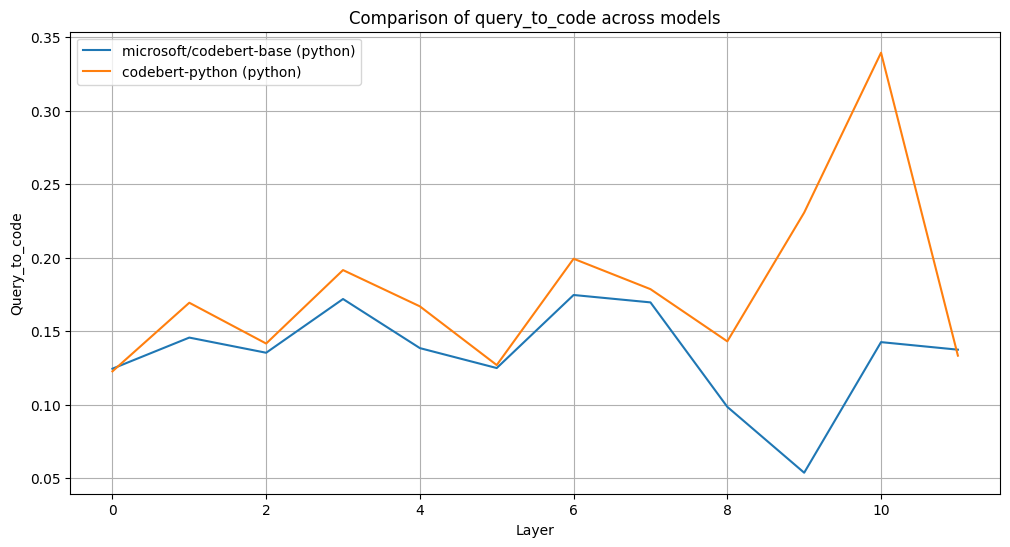 Comparison of query_to_code across models
microsoft/codebert-base (python)
codebert-python (python)
Query_to_code
0.35
0.30
0.25
0.20
0.15
0.10
0.05
0 2 4 6 8 10
Layer